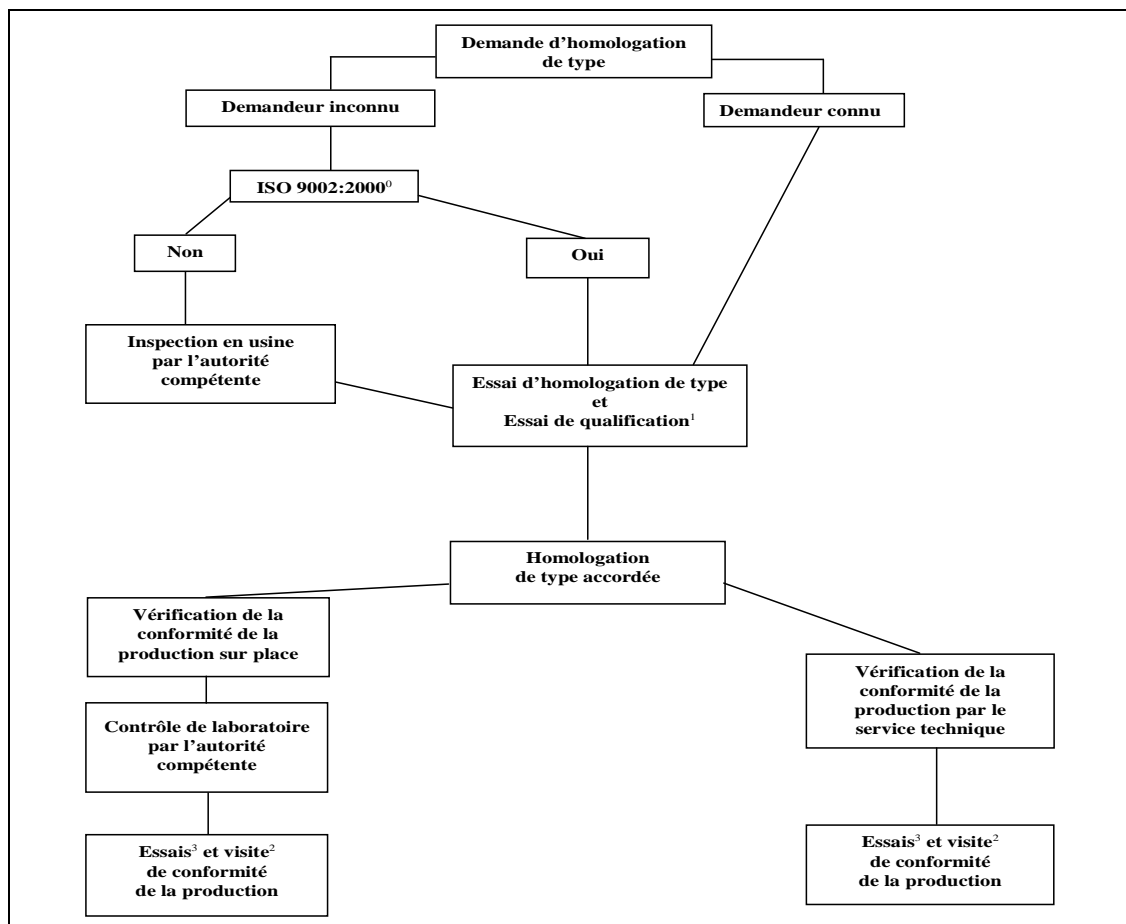 Demande d'homologation
de type
Demandeur inconnu
Demandeur connu
ISO 9002:2000⁰
Non
Oui
Inspection en usine
par l'autorité
compétente
Essai d'homologation de type
et
Essai de qualification¹
Homologation
de type accordée
Vérification de la
conformité de la
production sur place
Vérification de la
conformité de la
production par le
service technique
Contrôle de laboratoire
par l'autorité
compétente
Essais³ et visite²
de conformité
de la production
Essais³ et visite²
de conformité
de la production